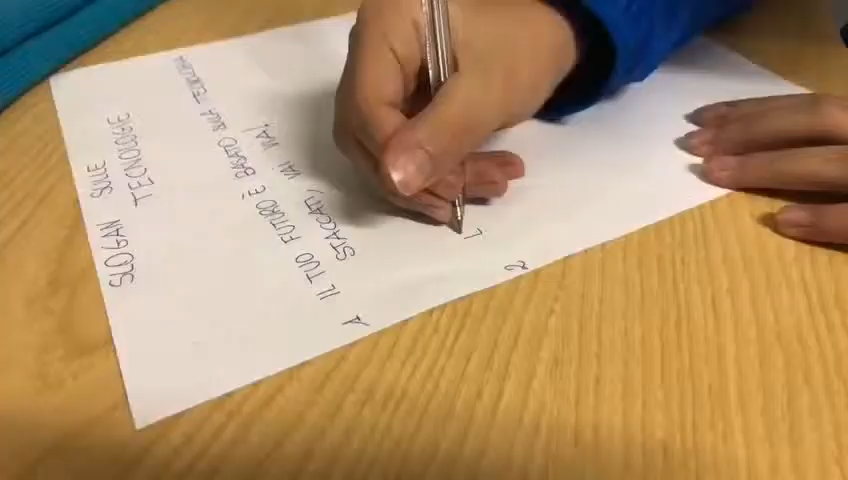 SLOGAN SULLE
TECNOLOGIE
1 IL TUO FUTURO È BASATO SULLA TECNOLOGIA
STACCATI, VAI VIA!
2 L